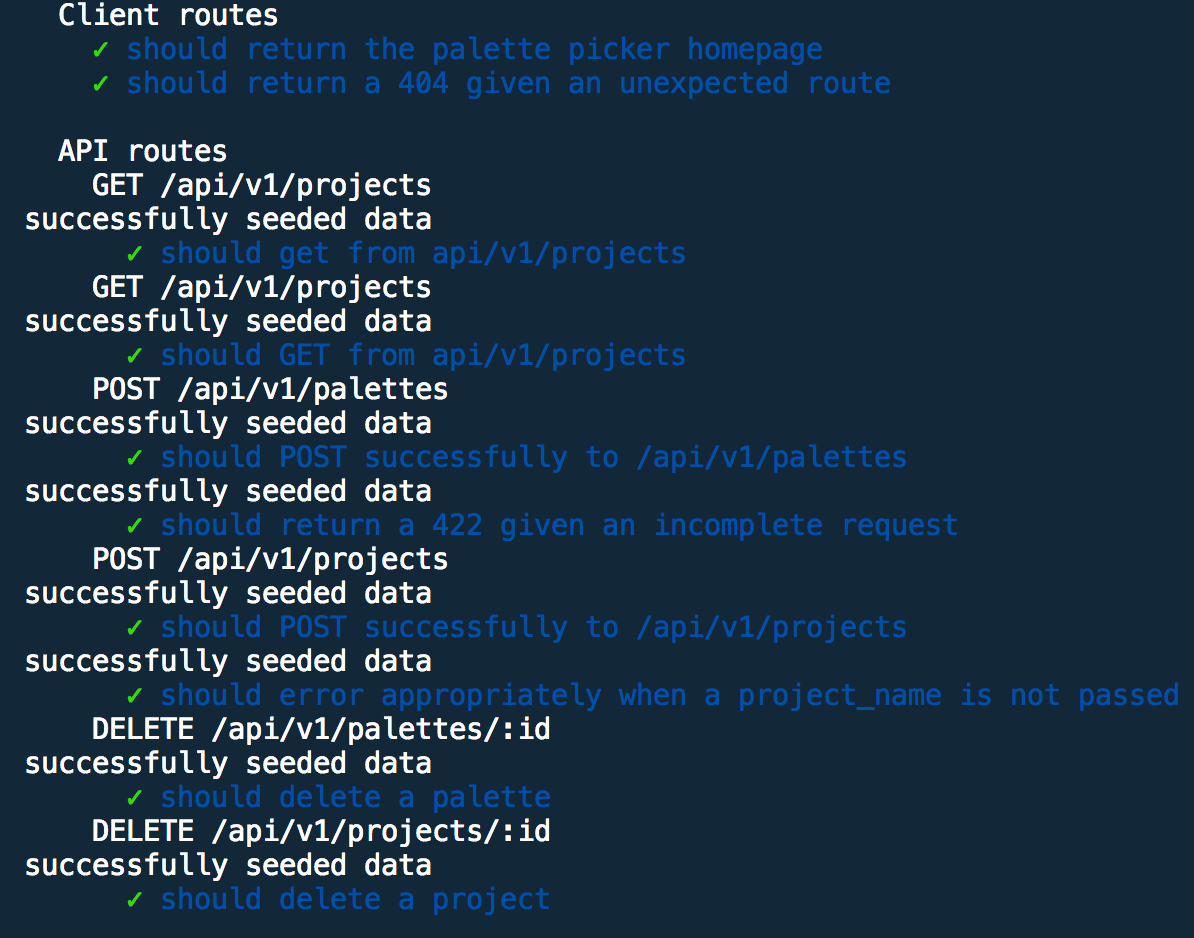 Client routes
✓ should return the palette picker homepage
✓ should return a 404 given an unexpected route
API routes
GET /api/v1/projects
successfully seeded data
✓ should get from api/v1/projects
GET /api/v1/projects
successfully seeded data
✓ should GET from api/v1/projects
POST /api/v1/palettes
successfully seeded data
✓ should POST successfully to /api/v1/palettes
successfully seeded data
✓ should return a 422 given an incomplete request
POST /api/v1/projects
successfully seeded data
✓ should POST successfully to /api/v1/projects
successfully seeded data
✓ should error appropriately when a project_name is not passed
DELETE /api/v1/palettes/:id
successfully seeded data
✓ should delete a palette
DELETE /api/v1/projects/:id
successfully seeded data
✓ should delete a project